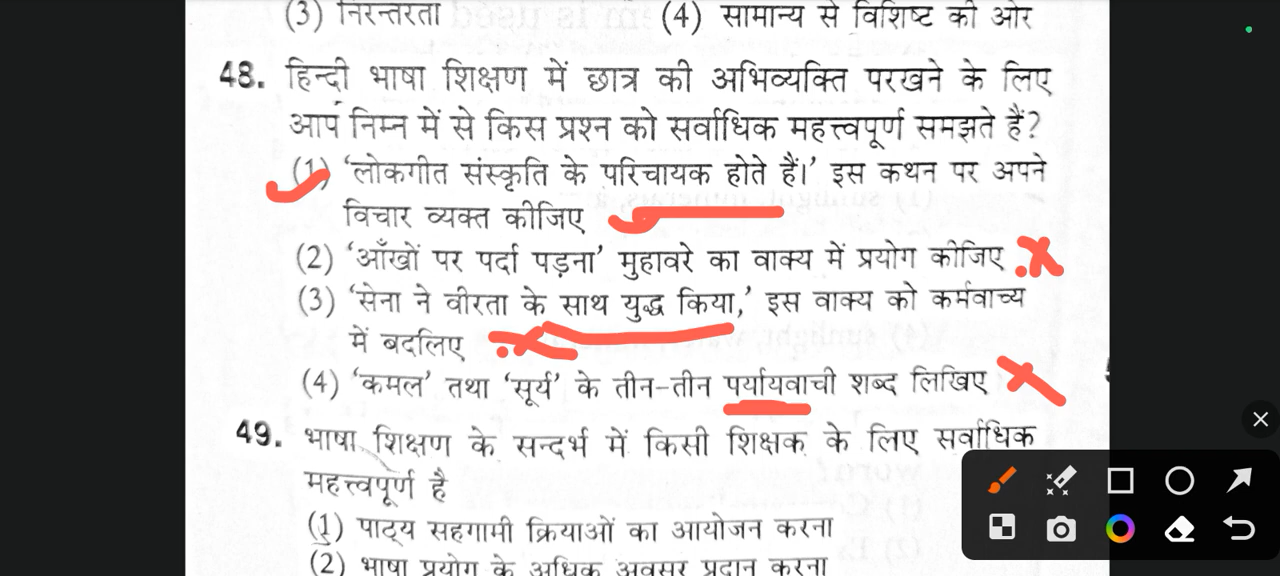 (3) निरन्तरता (4) सामान्य से विशिष्ट की ओर
48. हिन्दी भाषा शिक्षण में छात्र की अभिव्यक्ति परखने के लिए
आप निम्न में से किस प्रश्न को सर्वाधिक महत्त्वपूर्ण समझते हैं?
(1) 'लोकगीत संस्कृति के परिचायक होते हैं।' इस कथन पर अपने
विचार व्यक्त कीजिए
(2) 'आँखों पर पर्दा पड़ना' मुहावरे का वाक्य में प्रयोग कीजिए
(3) 'सेना ने वीरता के साथ युद्ध किया,' इस वाक्य को कर्मवाच्य
में बदलिए
(4) 'कमल' तथा 'सूर्य' के तीन-तीन पर्यायवाची शब्द लिखिए
49. भाषा शिक्षण के सन्दर्भ में किसी शिक्षक के लिए सर्वाधिक
महत्त्वपूर्ण है
(1) पाठ्य सहगामी क्रियाओं का आयोजन करना
(2) भाषा प्रयोग के अधिक अवसर प्रदान करना